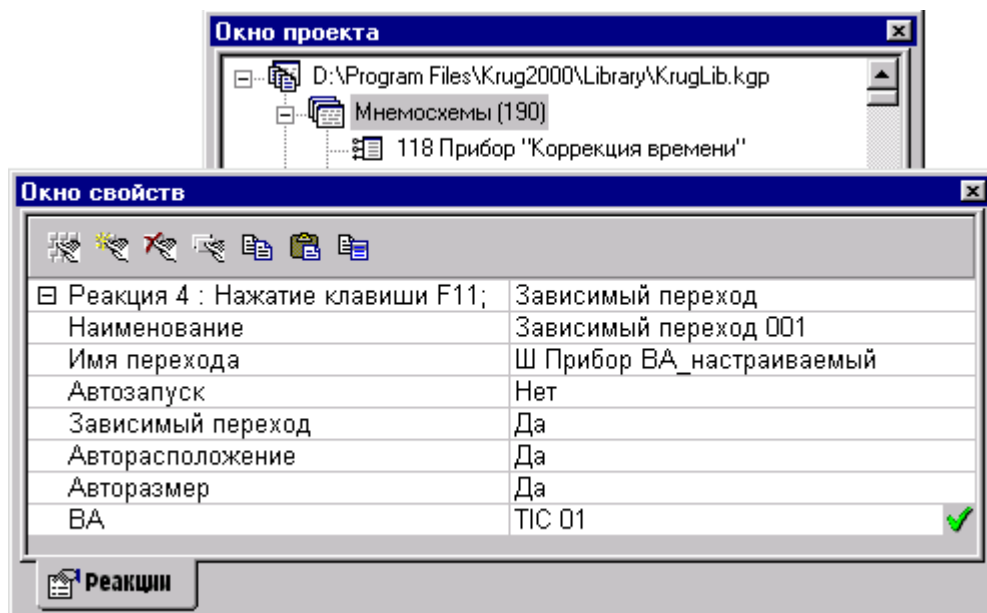 Окно проекта
D:\Program Files\Krug2000\Library\KrugLib.kgp
Мнемосхемы (190)
118 Прибор "Коррекция времени"
Окно свойств
Реакция 4 : Нажатие клавиши F11; Зависимый переход
Наименование Зависимый переход 001
Имя перехода Ш Прибор ВА_настраиваемый
Автозапуск Нет
Зависимый переход Да
Авторасположение Да
Авторазмер Да
ВА TIC 01
Реакции